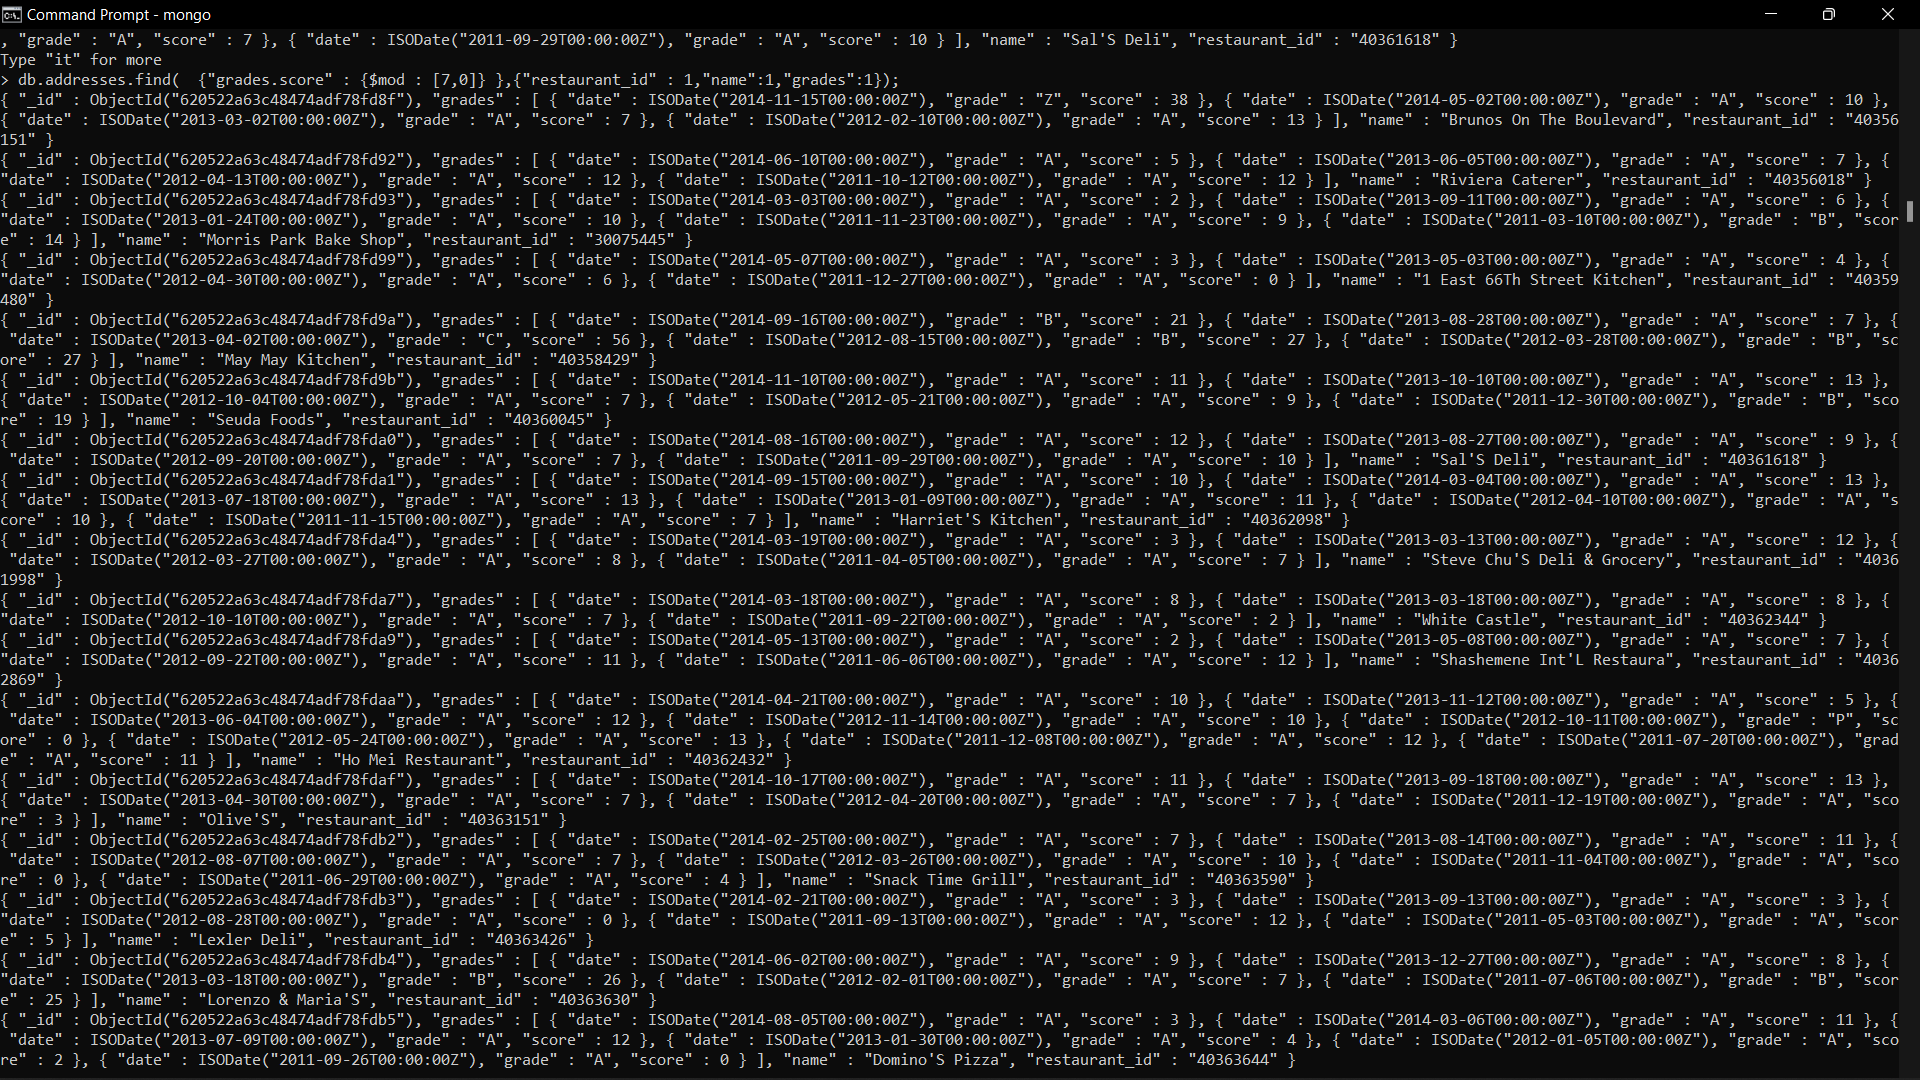 Command Prompt - mongo
, "grade" : "A", "score" : 7 }, { "date" : ISODate("2011-09-29T00:00:00Z"), "grade" : "A", "score" : 10 } ], "name" : "Sal'S Deli", "restaurant_id" : "40361618" }
Type "it" for more
> db.addresses.find(  {"grades.score" : {$mod : [7,0]} },{"restaurant_id" : 1,"name":1,"grades":1});
{ "_id" : ObjectId("620522a63c48474adf78fd8f"), "grades" : [ { "date" : ISODate("2014-11-15T00:00:00Z"), "grade" : "Z", "score" : 38 }, { "date" : ISODate("2014-05-02T00:00:00Z"), "grade" : "A", "score" : 10 },
{ "date" : ISODate("2013-03-02T00:00:00Z"), "grade" : "A", "score" : 7 }, { "date" : ISODate("2012-02-10T00:00:00Z"), "grade" : "A", "score" : 13 } ], "name" : "Brunos On The Boulevard", "restaurant_id" : "40356
151" }
{ "_id" : ObjectId("620522a63c48474adf78fd92"), "grades" : [ { "date" : ISODate("2014-06-10T00:00:00Z"), "grade" : "A", "score" : 5 }, { "date" : ISODate("2013-06-05T00:00:00Z"), "grade" : "A", "score" : 7 }, {
"date" : ISODate("2012-04-13T00:00:00Z"), "grade" : "A", "score" : 12 }, { "date" : ISODate("2011-10-12T00:00:00Z"), "grade" : "A", "score" : 12 } ], "name" : "Riviera Caterer", "restaurant_id" : "40356018" }
{ "_id" : ObjectId("620522a63c48474adf78fd93"), "grades" : [ { "date" : ISODate("2014-03-03T00:00:00Z"), "grade" : "A", "score" : 2 }, { "date" : ISODate("2013-09-11T00:00:00Z"), "grade" : "A", "score" : 6 }, {
"date" : ISODate("2013-01-24T00:00:00Z"), "grade" : "A", "score" : 10 }, { "date" : ISODate("2011-11-23T00:00:00Z"), "grade" : "A", "score" : 9 }, { "date" : ISODate("2011-03-10T00:00:00Z"), "grade" : "B", "scor
e" : 14 } ], "name" : "Morris Park Bake Shop", "restaurant_id" : "30075445" }
{ "_id" : ObjectId("620522a63c48474adf78fd99"), "grades" : [ { "date" : ISODate("2014-05-07T00:00:00Z"), "grade" : "A", "score" : 3 }, { "date" : ISODate("2013-05-03T00:00:00Z"), "grade" : "A", "score" : 4 }, {
"date" : ISODate("2012-04-30T00:00:00Z"), "grade" : "A", "score" : 6 }, { "date" : ISODate("2011-12-27T00:00:00Z"), "grade" : "A", "score" : 0 } ], "name" : "1 East 66Th Street Kitchen", "restaurant_id" : "40359
480" }
{ "_id" : ObjectId("620522a63c48474adf78fd9a"), "grades" : [ { "date" : ISODate("2014-09-16T00:00:00Z"), "grade" : "B", "score" : 21 }, { "date" : ISODate("2013-08-28T00:00:00Z"), "grade" : "A", "score" : 7 }, {
 "date" : ISODate("2013-04-02T00:00:00Z"), "grade" : "C", "score" : 56 }, { "date" : ISODate("2012-08-15T00:00:00Z"), "grade" : "B", "score" : 27 }, { "date" : ISODate("2012-03-28T00:00:00Z"), "grade" : "B", "sc
ore" : 27 } ], "name" : "May May Kitchen", "restaurant_id" : "40358429" }
{ "_id" : ObjectId("620522a63c48474adf78fd9b"), "grades" : [ { "date" : ISODate("2014-11-10T00:00:00Z"), "grade" : "A", "score" : 11 }, { "date" : ISODate("2013-10-10T00:00:00Z"), "grade" : "A", "score" : 13 },
{ "date" : ISODate("2012-10-04T00:00:00Z"), "grade" : "A", "score" : 7 }, { "date" : ISODate("2012-05-21T00:00:00Z"), "grade" : "A", "score" : 9 }, { "date" : ISODate("2011-12-30T00:00:00Z"), "grade" : "B", "sco
re" : 19 } ], "name" : "Seuda Foods", "restaurant_id" : "40360045" }
{ "_id" : ObjectId("620522a63c48474adf78fda0"), "grades" : [ { "date" : ISODate("2014-08-16T00:00:00Z"), "grade" : "A", "score" : 12 }, { "date" : ISODate("2013-08-27T00:00:00Z"), "grade" : "A", "score" : 9 }, {
 "date" : ISODate("2012-09-20T00:00:00Z"), "grade" : "A", "score" : 7 }, { "date" : ISODate("2011-09-29T00:00:00Z"), "grade" : "A", "score" : 10 } ], "name" : "Sal'S Deli", "restaurant_id" : "40361618" }
{ "_id" : ObjectId("620522a63c48474adf78fda1"), "grades" : [ { "date" : ISODate("2014-09-15T00:00:00Z"), "grade" : "A", "score" : 10 }, { "date" : ISODate("2014-03-04T00:00:00Z"), "grade" : "A", "score" : 13 },
{ "date" : ISODate("2013-07-18T00:00:00Z"), "grade" : "A", "score" : 13 }, { "date" : ISODate("2013-01-09T00:00:00Z"), "grade" : "A", "score" : 11 }, { "date" : ISODate("2012-04-10T00:00:00Z"), "grade" : "A", "s
core" : 10 }, { "date" : ISODate("2011-11-15T00:00:00Z"), "grade" : "A", "score" : 7 } ], "name" : "Harriet'S Kitchen", "restaurant_id" : "40362098" }
{ "_id" : ObjectId("620522a63c48474adf78fda4"), "grades" : [ { "date" : ISODate("2014-03-19T00:00:00Z"), "grade" : "A", "score" : 3 }, { "date" : ISODate("2013-03-13T00:00:00Z"), "grade" : "A", "score" : 12 }, {
 "date" : ISODate("2012-03-27T00:00:00Z"), "grade" : "A", "score" : 8 }, { "date" : ISODate("2011-04-05T00:00:00Z"), "grade" : "A", "score" : 7 } ], "name" : "Steve Chu'S Deli & Grocery", "restaurant_id" : "4036
1998" }
{ "_id" : ObjectId("620522a63c48474adf78fda7"), "grades" : [ { "date" : ISODate("2014-03-18T00:00:00Z"), "grade" : "A", "score" : 8 }, { "date" : ISODate("2013-03-18T00:00:00Z"), "grade" : "A", "score" : 8 }, {
"date" : ISODate("2012-10-10T00:00:00Z"), "grade" : "A", "score" : 7 }, { "date" : ISODate("2011-09-22T00:00:00Z"), "grade" : "A", "score" : 2 } ], "name" : "White Castle", "restaurant_id" : "40362344" }
{ "_id" : ObjectId("620522a63c48474adf78fda9"), "grades" : [ { "date" : ISODate("2014-05-13T00:00:00Z"), "grade" : "A", "score" : 2 }, { "date" : ISODate("2013-05-08T00:00:00Z"), "grade" : "A", "score" : 7 }, {
"date" : ISODate("2012-09-22T00:00:00Z"), "grade" : "A", "score" : 11 }, { "date" : ISODate("2011-06-06T00:00:00Z"), "grade" : "A", "score" : 12 } ], "name" : "Shashemene Int'L Restaura", "restaurant_id" : "4036
2869" }
{ "_id" : ObjectId("620522a63c48474adf78fdaa"), "grades" : [ { "date" : ISODate("2014-04-21T00:00:00Z"), "grade" : "A", "score" : 10 }, { "date" : ISODate("2013-11-12T00:00:00Z"), "grade" : "A", "score" : 5 }, {
 "date" : ISODate("2013-06-04T00:00:00Z"), "grade" : "A", "score" : 12 }, { "date" : ISODate("2012-11-14T00:00:00Z"), "grade" : "A", "score" : 10 }, { "date" : ISODate("2012-10-11T00:00:00Z"), "grade" : "P", "sc
ore" : 0 }, { "date" : ISODate("2012-05-24T00:00:00Z"), "grade" : "A", "score" : 13 }, { "date" : ISODate("2011-12-08T00:00:00Z"), "grade" : "A", "score" : 12 }, { "date" : ISODate("2011-07-20T00:00:00Z"), "grad
e" : "A", "score" : 11 } ], "name" : "Ho Mei Restaurant", "restaurant_id" : "40362432" }
{ "_id" : ObjectId("620522a63c48474adf78fdaf"), "grades" : [ { "date" : ISODate("2014-10-17T00:00:00Z"), "grade" : "A", "score" : 11 }, { "date" : ISODate("2013-09-18T00:00:00Z"), "grade" : "A", "score" : 13 },
{ "date" : ISODate("2013-04-30T00:00:00Z"), "grade" : "A", "score" : 7 }, { "date" : ISODate("2012-04-20T00:00:00Z"), "grade" : "A", "score" : 7 }, { "date" : ISODate("2011-12-19T00:00:00Z"), "grade" : "A", "sco
re" : 3 } ], "name" : "Olive'S", "restaurant_id" : "40363151" }
{ "_id" : ObjectId("620522a63c48474adf78fdb2"), "grades" : [ { "date" : ISODate("2014-02-25T00:00:00Z"), "grade" : "A", "score" : 7 }, { "date" : ISODate("2013-08-14T00:00:00Z"), "grade" : "A", "score" : 11 }, {
 "date" : ISODate("2012-08-07T00:00:00Z"), "grade" : "A", "score" : 7 }, { "date" : ISODate("2012-03-26T00:00:00Z"), "grade" : "A", "score" : 10 }, { "date" : ISODate("2011-11-04T00:00:00Z"), "grade" : "A", "sco
re" : 0 }, { "date" : ISODate("2011-06-29T00:00:00Z"), "grade" : "A", "score" : 4 } ], "name" : "Snack Time Grill", "restaurant_id" : "40363590" }
{ "_id" : ObjectId("620522a63c48474adf78fdb3"), "grades" : [ { "date" : ISODate("2014-02-21T00:00:00Z"), "grade" : "A", "score" : 3 }, { "date" : ISODate("2013-09-13T00:00:00Z"), "grade" : "A", "score" : 3 }, {
"date" : ISODate("2012-08-28T00:00:00Z"), "grade" : "A", "score" : 0 }, { "date" : ISODate("2011-09-13T00:00:00Z"), "grade" : "A", "score" : 12 }, { "date" : ISODate("2011-05-03T00:00:00Z"), "grade" : "A", "scor
e" : 5 } ], "name" : "Lexler Deli", "restaurant_id" : "40363426" }
{ "_id" : ObjectId("620522a63c48474adf78fdb4"), "grades" : [ { "date" : ISODate("2014-06-02T00:00:00Z"), "grade" : "A", "score" : 9 }, { "date" : ISODate("2013-12-27T00:00:00Z"), "grade" : "A", "score" : 8 }, {
"date" : ISODate("2013-03-18T00:00:00Z"), "grade" : "B", "score" : 26 }, { "date" : ISODate("2012-02-01T00:00:00Z"), "grade" : "A", "score" : 7 }, { "date" : ISODate("2011-07-06T00:00:00Z"), "grade" : "B", "scor
e" : 25 } ], "name" : "Lorenzo & Maria'S", "restaurant_id" : "40363630" }
{ "_id" : ObjectId("620522a63c48474adf78fdb5"), "grades" : [ { "date" : ISODate("2014-08-05T00:00:00Z"), "grade" : "A", "score" : 3 }, { "date" : ISODate("2014-03-06T00:00:00Z"), "grade" : "A", "score" : 11 }, {
 "date" : ISODate("2013-07-09T00:00:00Z"), "grade" : "A", "score" : 12 }, { "date" : ISODate("2013-01-30T00:00:00Z"), "grade" : "A", "score" : 4 }, { "date" : ISODate("2012-01-05T00:00:00Z"), "grade" : "A", "sco
re" : 2 }, { "date" : ISODate("2011-09-26T00:00:00Z"), "grade" : "A", "score" : 0 } ], "name" : "Domino'S Pizza", "restaurant_id" : "40363644" }